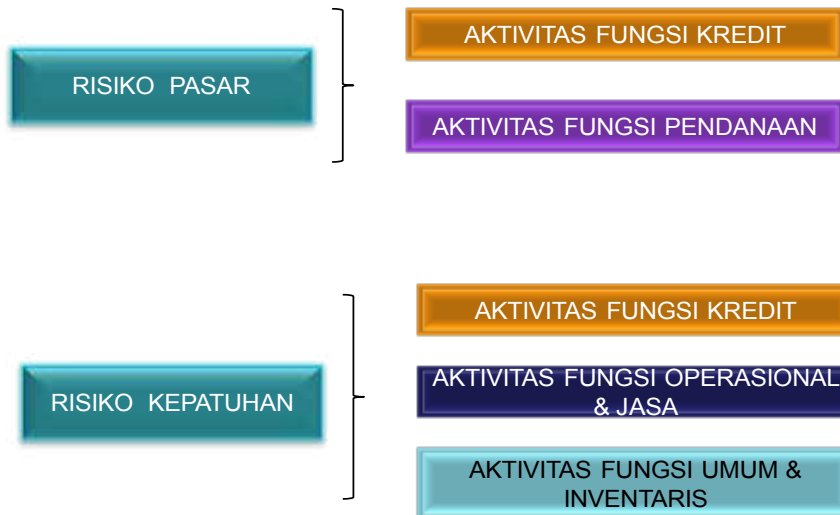 RISIKO PASAR
AKTIVITAS FUNGSI KREDIT
AKTIVITAS FUNGSI PENDANAAN
RISIKO KEPATUHAN
AKTIVITAS FUNGSI KREDIT
AKTIVITAS FUNGSI OPERASIONAL
& JASA
AKTIVITAS FUNGSI UMUM &
INVENTARIS